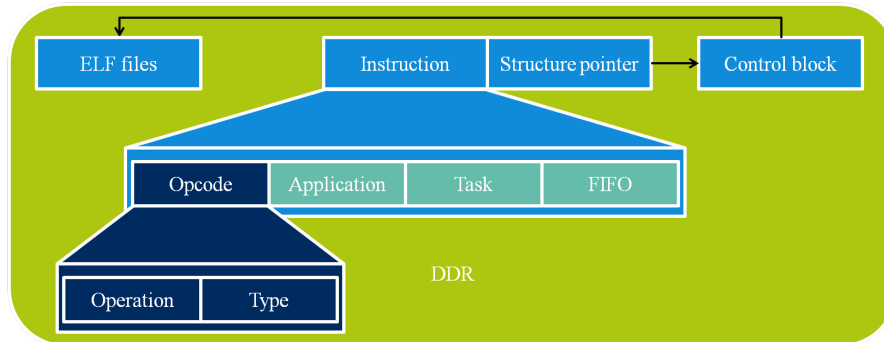 ELF files
Instruction
Structure pointer
Control block
Opcode
Application
Task
FIFO
DDR
Operation
Type